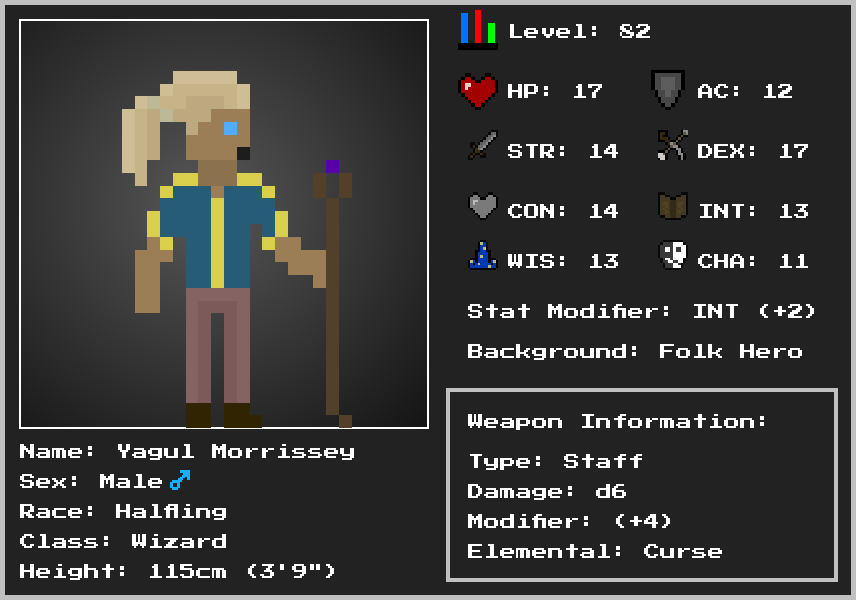 Level: 82
HP: 17 AC: 12
STR: 14 DEX: 17
CON: 14 INT: 13
WIS: 13 CHA: 11
Stat Modifier: INT (+2)
Background: Folk Hero
Weapon Information:
Type: Staff
Damage: d6
Modifier: (+4)
Elemental: Curse
Name: Yagul Morrissey
Sex: Male ♂
Race: Halfling
Class: Wizard
Height: 115cm (3'9")